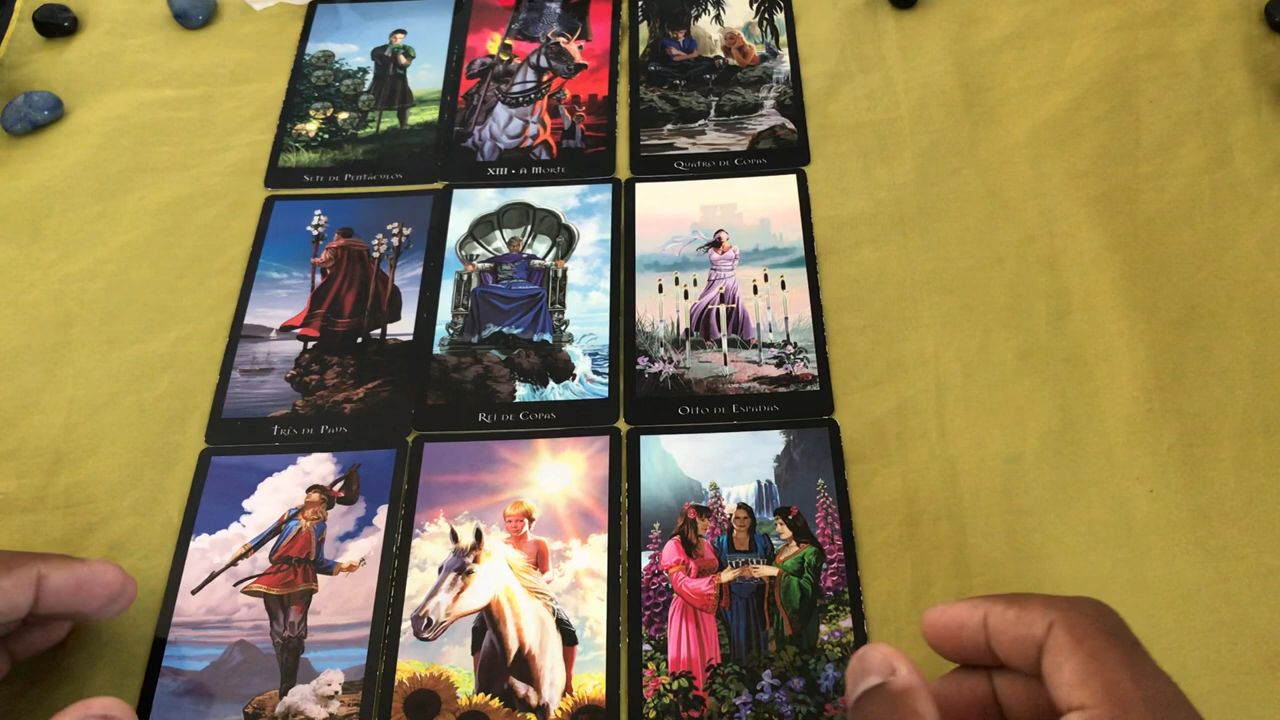 Sete de Pentáculos
XIII • A Morte
Quatro de Copas
Três de Paus
Rei de Copas
Oito de Espadas